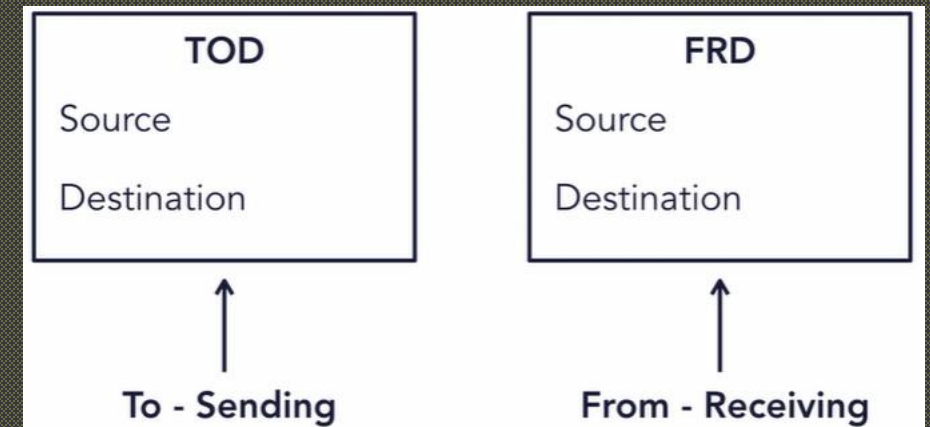 TOD
Source
Destination
To - Sending
FRD
Source
Destination
From - Receiving